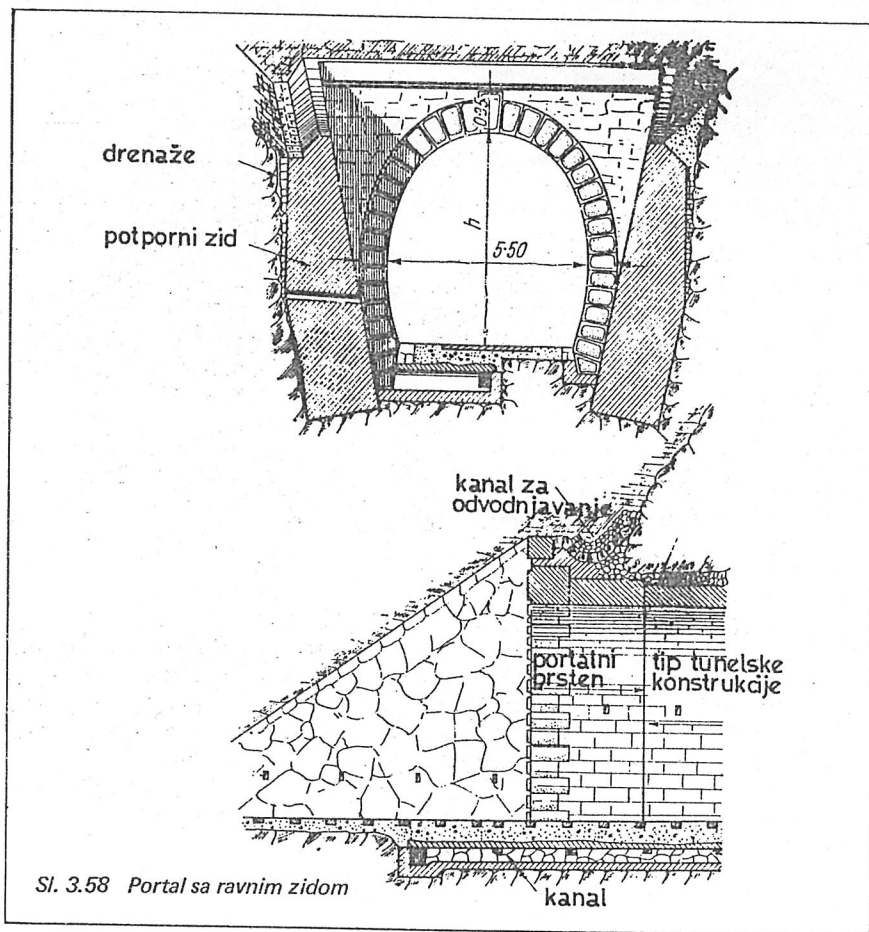 drenaže
potporni zid
0·35
h
5·50
kanal za
odvodnjavanje
portalni
prsten
tip tunelske
konstrukcije
kanal
Sl. 3.58 Portal sa ravnim zidom